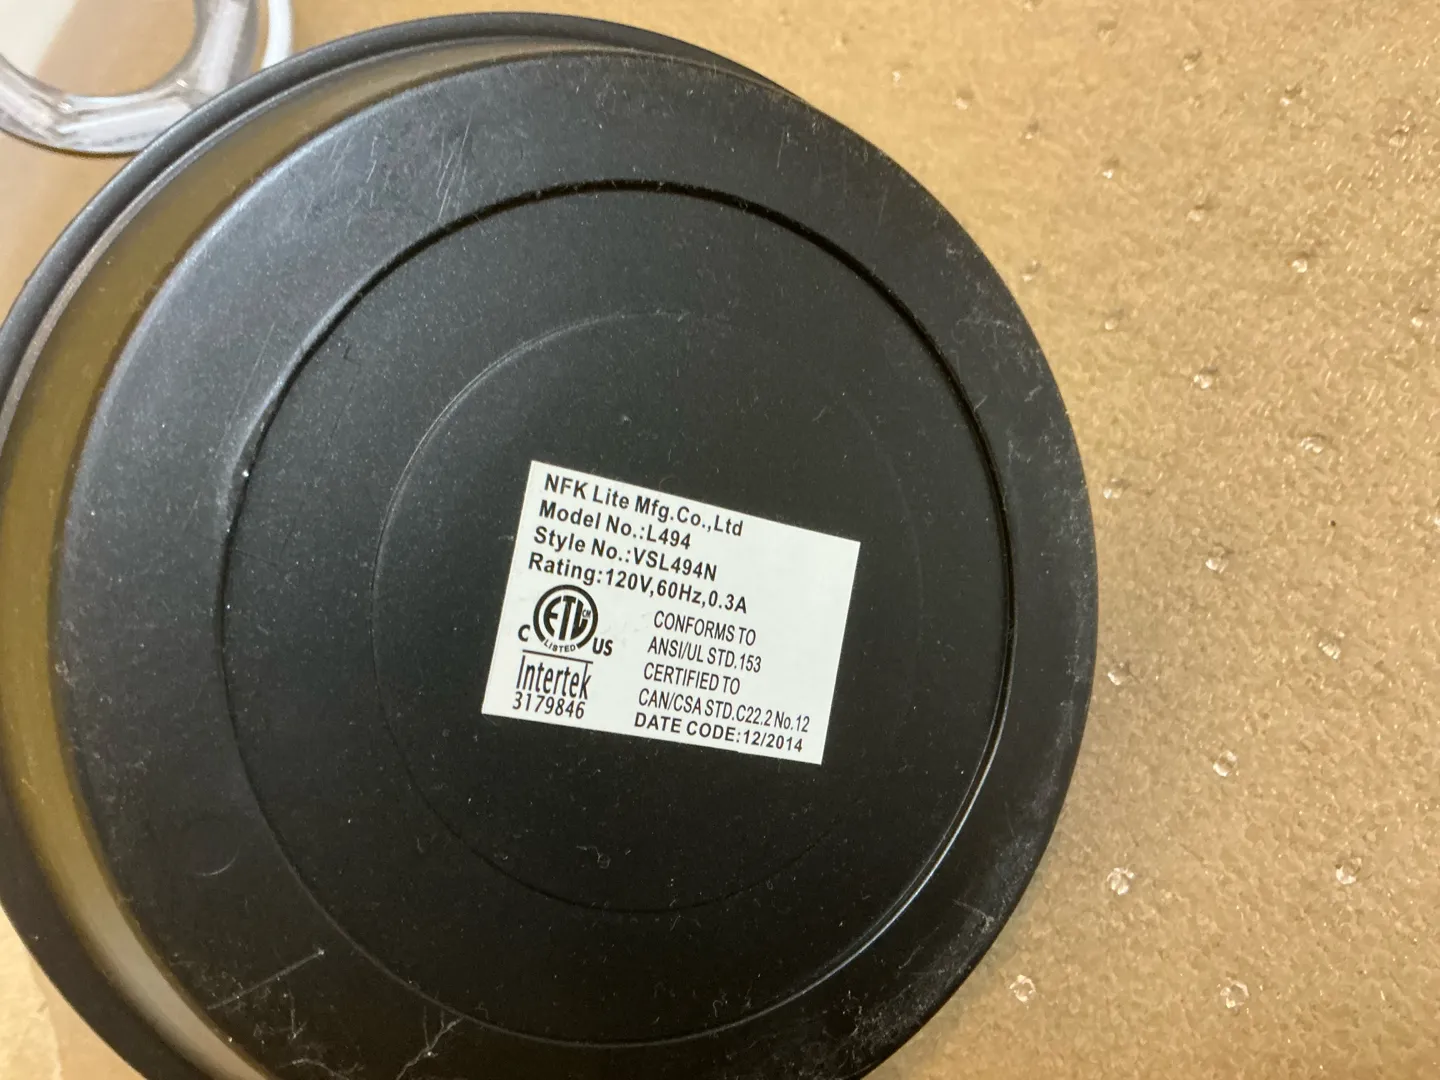 NFK Lite Mfg.Co.,Ltd
Model No.:L494
Style No.:VSL494N
Rating:120V,60Hz,0.3A
ETL CM
LISTED
C US
Intertek
3179846
CONFORMS TO
ANSI/UL STD.153
CERTIFIED TO
CAN/CSA STD.C22.2 No.12
DATE CODE:12/2014